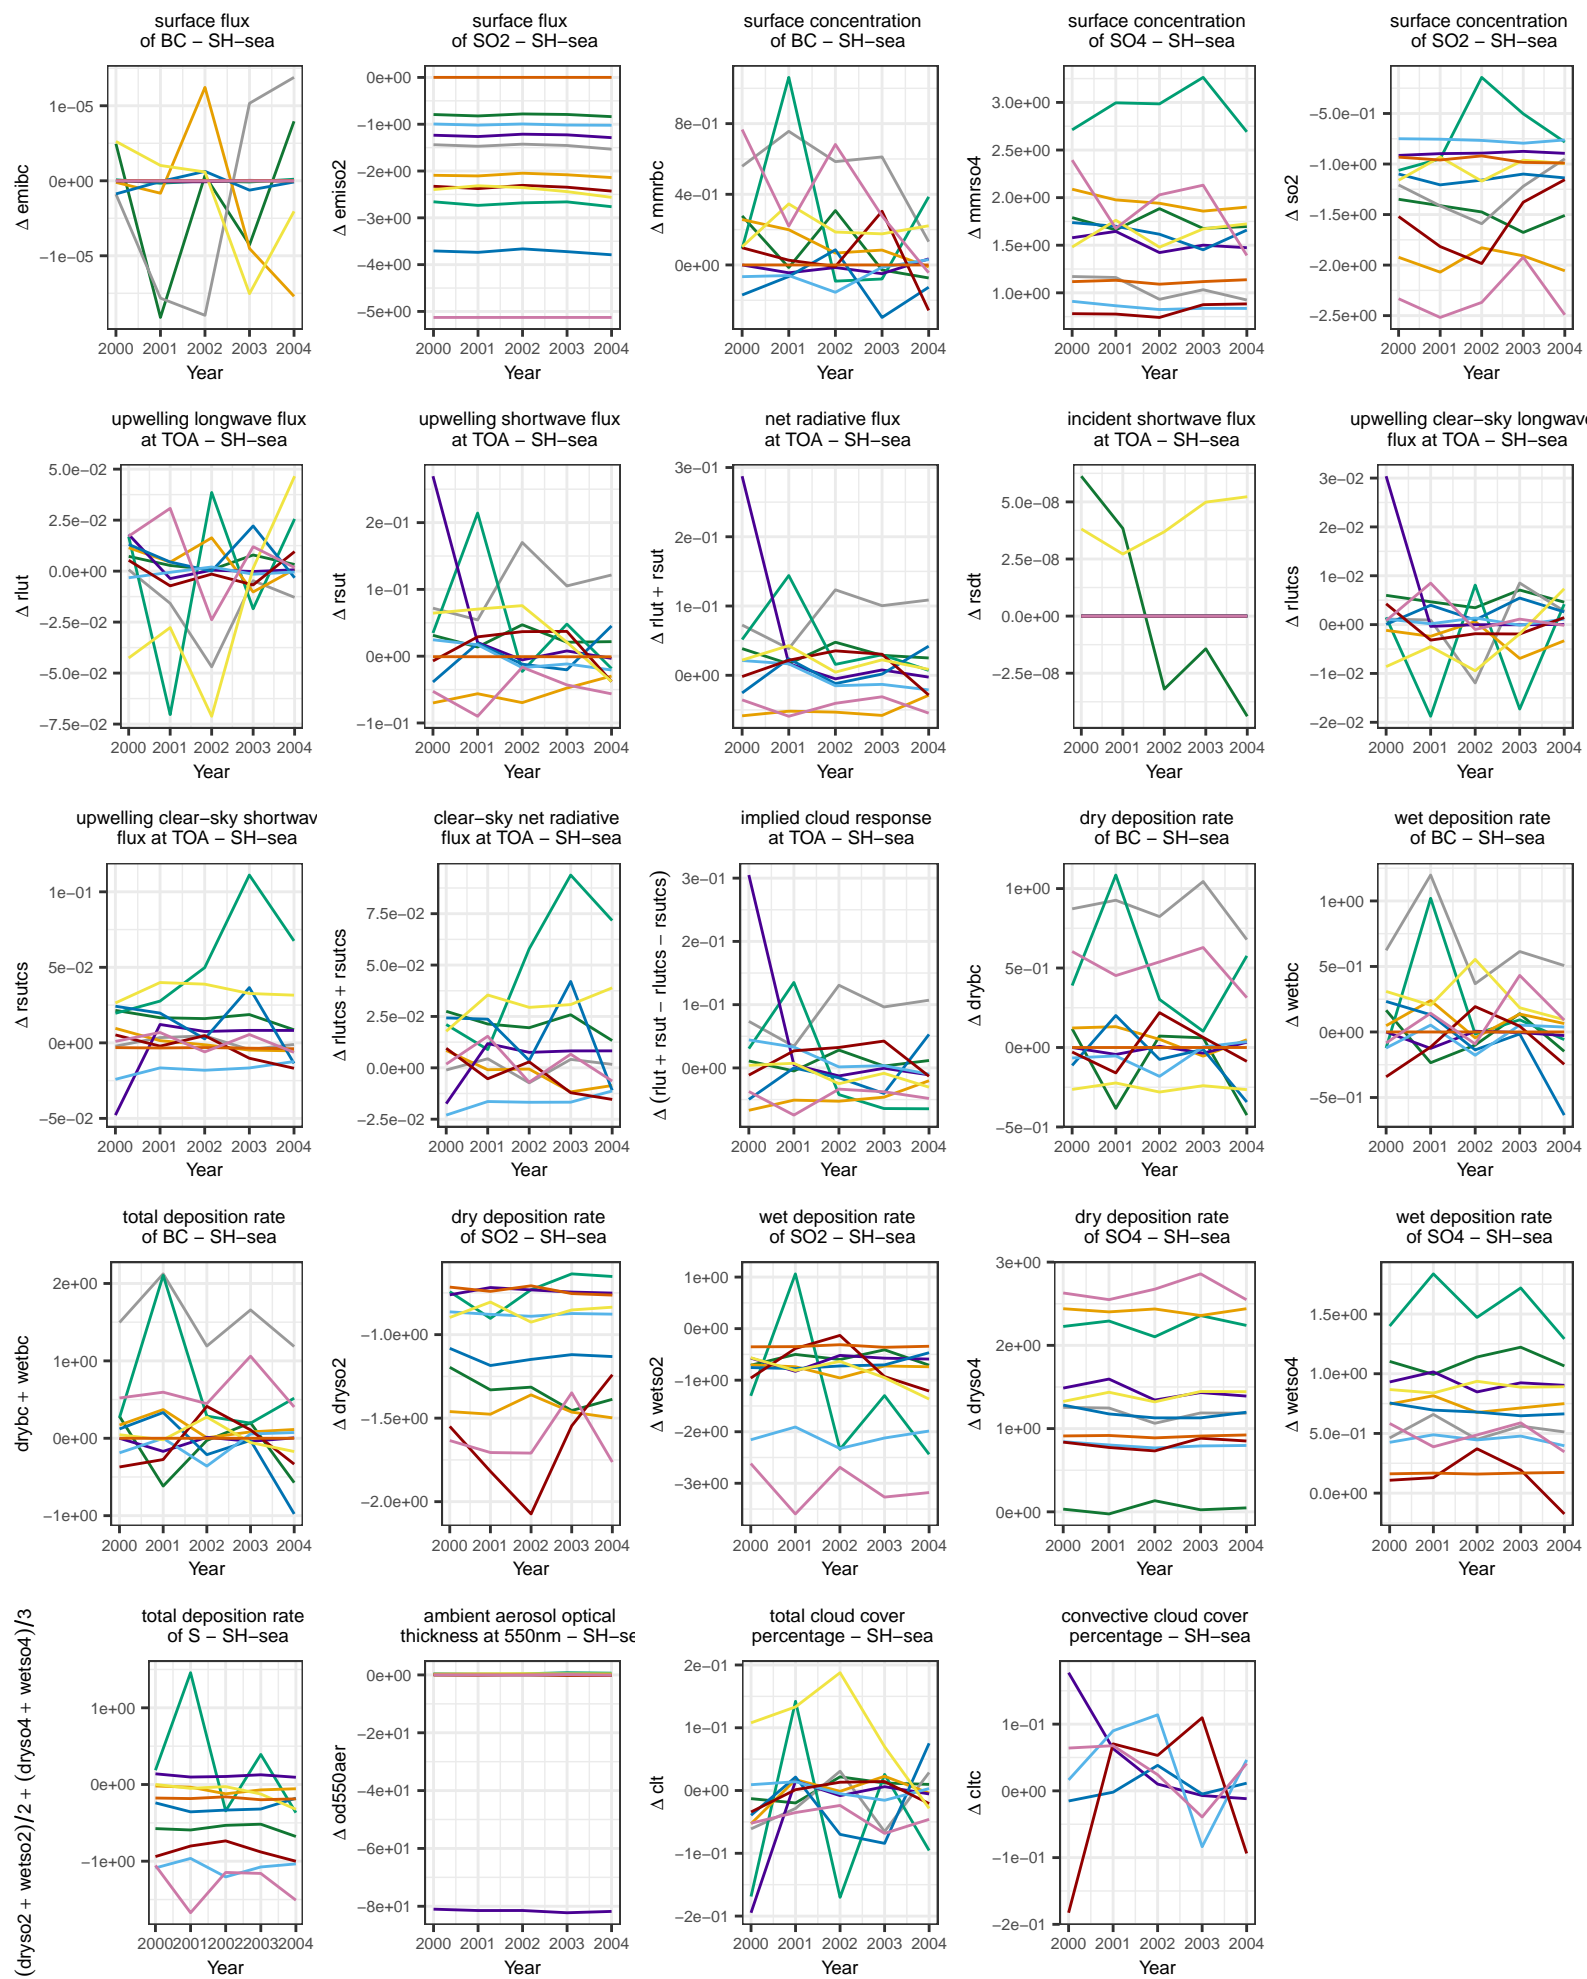 surface flux
of BC − SH−sea
surface flux
of SO2 − SH−sea
surface concentration
of BC − SH−sea
surface concentration
of SO4 − SH−sea
surface concentration
of SO2 − SH−sea
Δ emibc
1e−05
0e+00
−1e−05
2000 2001 2002 2003 2004
Year
Δ emiso2
0e+00
−1e+00
−2e+00
−3e+00
−4e+00
−5e+00
2000 2001 2002 2003 2004
Year
Δ mmrbc
8e−01
4e−01
0e+00
2000 2001 2002 2003 2004
Year
Δ mmrso4
3.0e+00
2.5e+00
2.0e+00
1.5e+00
1.0e+00
2000 2001 2002 2003 2004
Year
Δ so2
−5.0e−01
−1.0e+00
−1.5e+00
−2.0e+00
−2.5e+00
2000 2001 2002 2003 2004
Year
upwelling longwave flux
at TOA − SH−sea
upwelling shortwave flux
at TOA − SH−sea
net radiative flux
at TOA − SH−sea
incident shortwave flux
at TOA − SH−sea
upwelling clear−sky longwave
flux at TOA − SH−sea
Δ rlut
5.0e−02
2.5e−02
0.0e+00
−2.5e−02
−5.0e−02
−7.5e−02
2000 2001 2002 2003 2004
Year
Δ rsut
2e−01
1e−01
0e+00
−1e−01
2000 2001 2002 2003 2004
Year
Δ rlut + rsut
3e−01
2e−01
1e−01
0e+00
2000 2001 2002 2003 2004
Year
Δ rsdt
5.0e−08
2.5e−08
0.0e+00
−2.5e−08
2000 2001 2002 2003 2004
Year
Δ rlutcs
3e−02
2e−02
1e−02
0e+00
−1e−02
−2e−02
2000 2001 2002 2003 2004
Year
upwelling clear−sky shortwav
flux at TOA − SH−sea
clear−sky net radiative
flux at TOA − SH−sea
implied cloud response
at TOA − SH−sea
dry deposition rate
of BC − SH−sea
wet deposition rate
of BC − SH−sea
Δ rsutcs
1e−01
5e−02
0e+00
−5e−02
2000 2001 2002 2003 2004
Year
Δ rlutcs + rsutcs
7.5e−02
5.0e−02
2.5e−02
0.0e+00
−2.5e−02
2000 2001 2002 2003 2004
Year
Δ (rlut + rsut − rlutcs − rsutcs)
3e−01
2e−01
1e−01
0e+00
2000 2001 2002 2003 2004
Year
Δ drybc
1e+00
5e−01
0e+00
−5e−01
2000 2001 2002 2003 2004
Year
Δ wetbc
1e+00
5e−01
0e+00
−5e−01
2000 2001 2002 2003 2004
Year
total deposition rate
of BC − SH−sea
dry deposition rate
of SO2 − SH−sea
wet deposition rate
of SO2 − SH−sea
dry deposition rate
of SO4 − SH−sea
wet deposition rate
of SO4 − SH−sea
drybc + wetbc
2e+00
1e+00
0e+00
−1e+00
2000 2001 2002 2003 2004
Year
Δ dryso2
−1.0e+00
−1.5e+00
−2.0e+00
2000 2001 2002 2003 2004
Year
Δ wetso2
1e+00
0e+00
−1e+00
−2e+00
−3e+00
2000 2001 2002 2003 2004
Year
Δ dryso4
3e+00
2e+00
1e+00
0e+00
2000 2001 2002 2003 2004
Year
Δ wetso4
1.5e+00
1.0e+00
5.0e−01
0.0e+00
2000 2001 2002 2003 2004
Year
total deposition rate
of S − SH−sea
ambient aerosol optical
thickness at 550nm − SH−se
total cloud cover
percentage − SH−sea
convective cloud cover
percentage − SH−sea
(dryso2 + wetso2)/2 + (dryso4 + wetso4)/3
1e+00
0e+00
−1e+00
2000 2001 2002 2003 2004
Year
Δ od550aer
0e+00
−2e+01
−4e+01
−6e+01
−8e+01
2000 2001 2002 2003 2004
Year
Δ clt
2e−01
1e−01
0e+00
−1e−01
−2e−01
2000 2001 2002 2003 2004
Year
Δ cltc
1e−01
0e+00
−1e−01
−2e−01
2000 2001 2002 2003 2004
Year